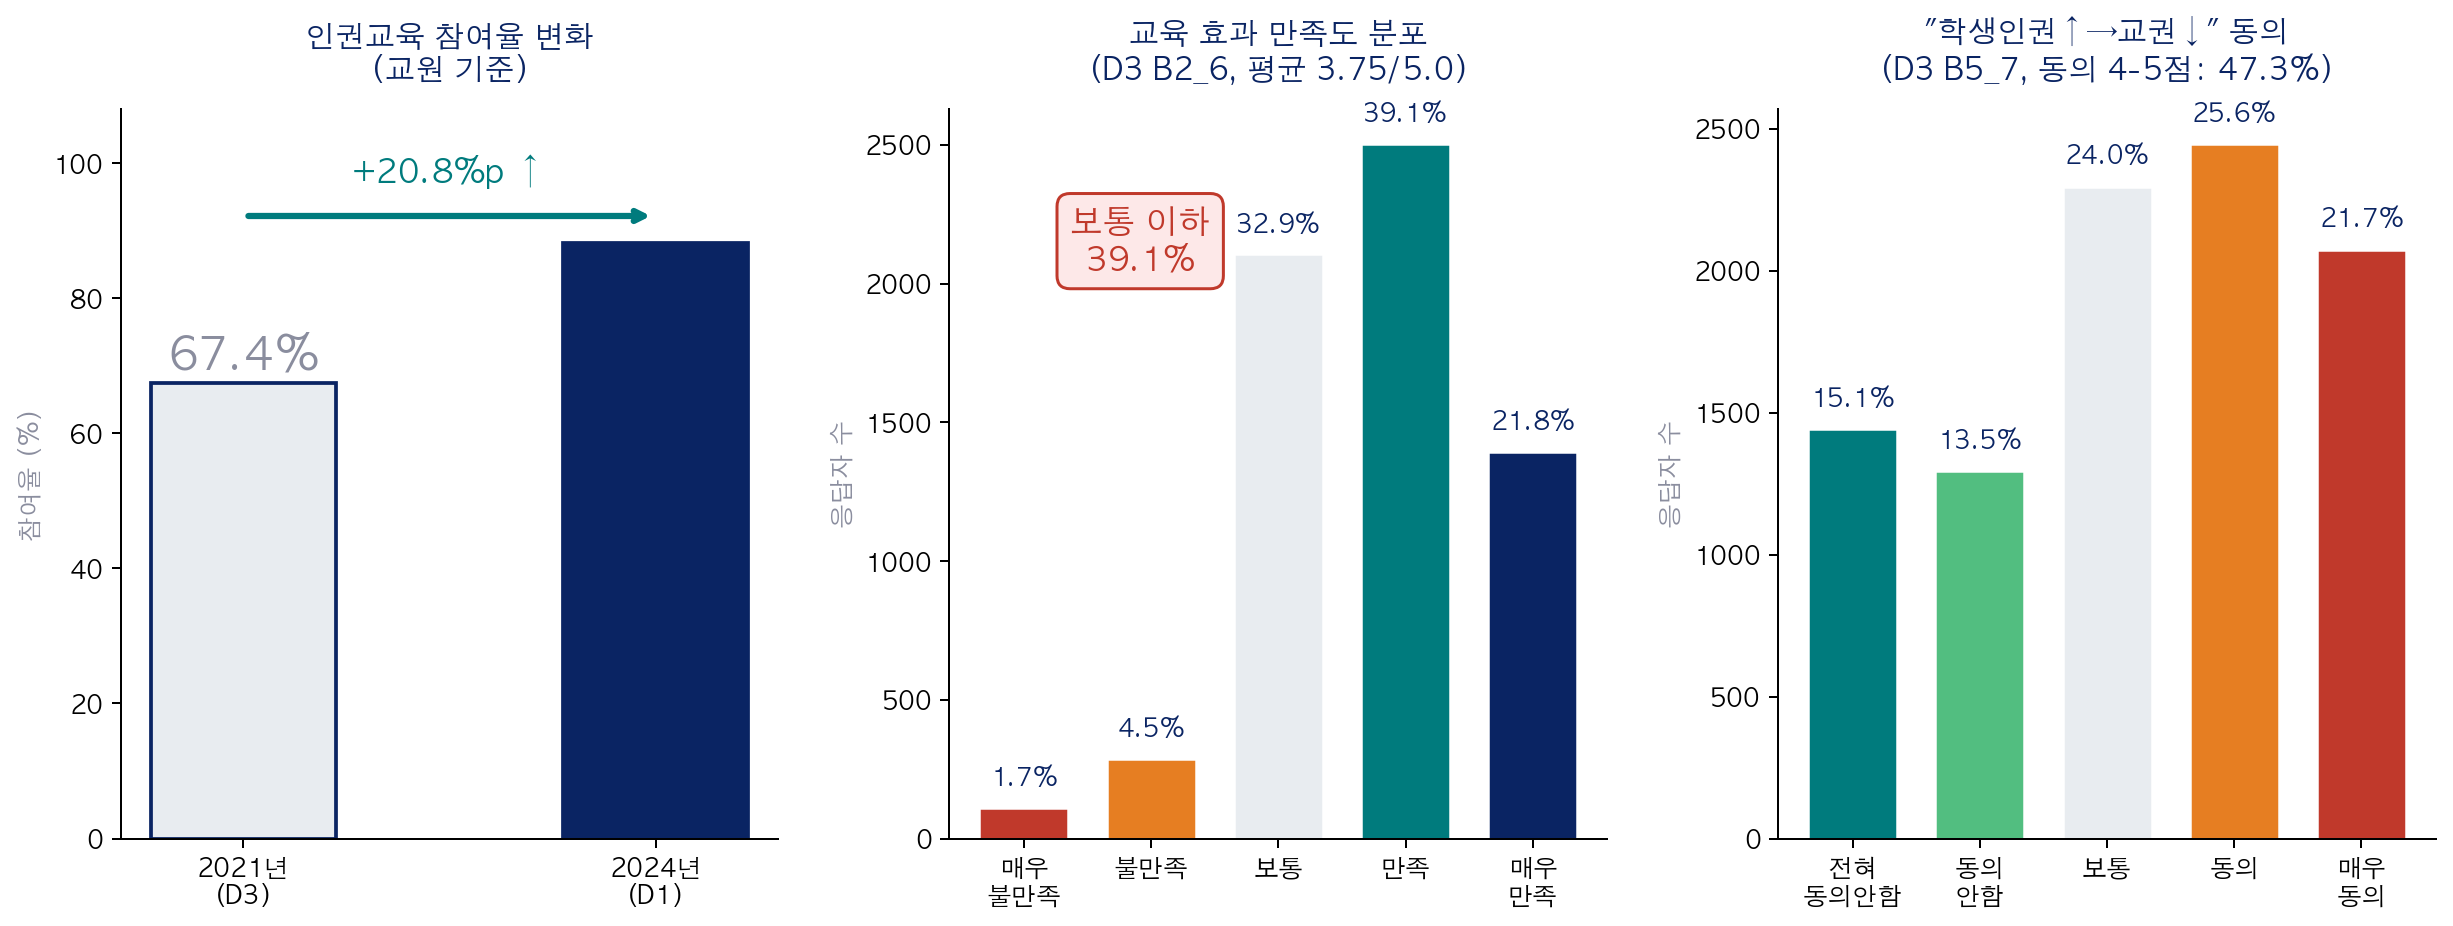 인권교육 참여율 변화
(교원 기준)
+20.8%p ↑
67.4%
참여율 (%)
100
80
60
40
20
0
2021년
(D3)
2024년
(D1)
교육 효과 만족도 분포
(D3 B2_6, 평균 3.75/5.0)
보통 이하
39.1%
응답자 수
2500
2000
1500
1000
500
0
1.7%
4.5%
32.9%
39.1%
21.8%
매우
불만족
불만족
보통
만족
매우
만족
"학생인권↑→교권↓" 동의
(D3 B5_7, 동의 4-5점: 47.3%)
응답자 수
2500
2000
1500
1000
500
0
15.1%
13.5%
24.0%
25.6%
21.7%
전혀
동의안함
동의
안함
보통
동의
매우
동의